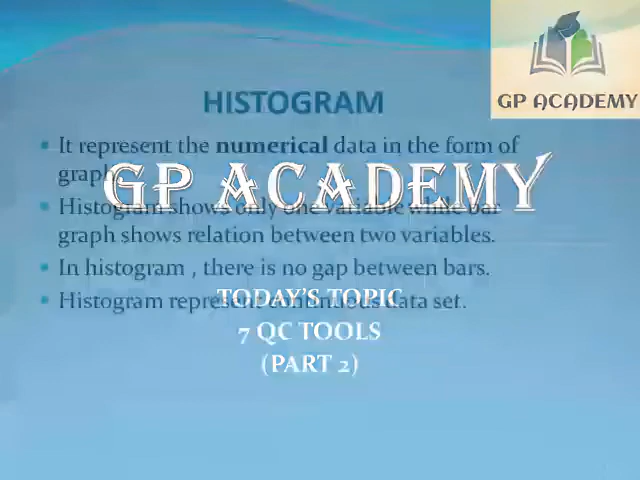 HISTOGRAM
GP ACADEMY
It represent the numerical data in the form of
graph.
GP ACADEMY
Histogram shows only one variable while bar
graph shows relation between two variables.
In histogram , there is no gap between bars.
Histogram represent continuous data set.
TODAY'S TOPIC
7 QC TOOLS
(PART 2)